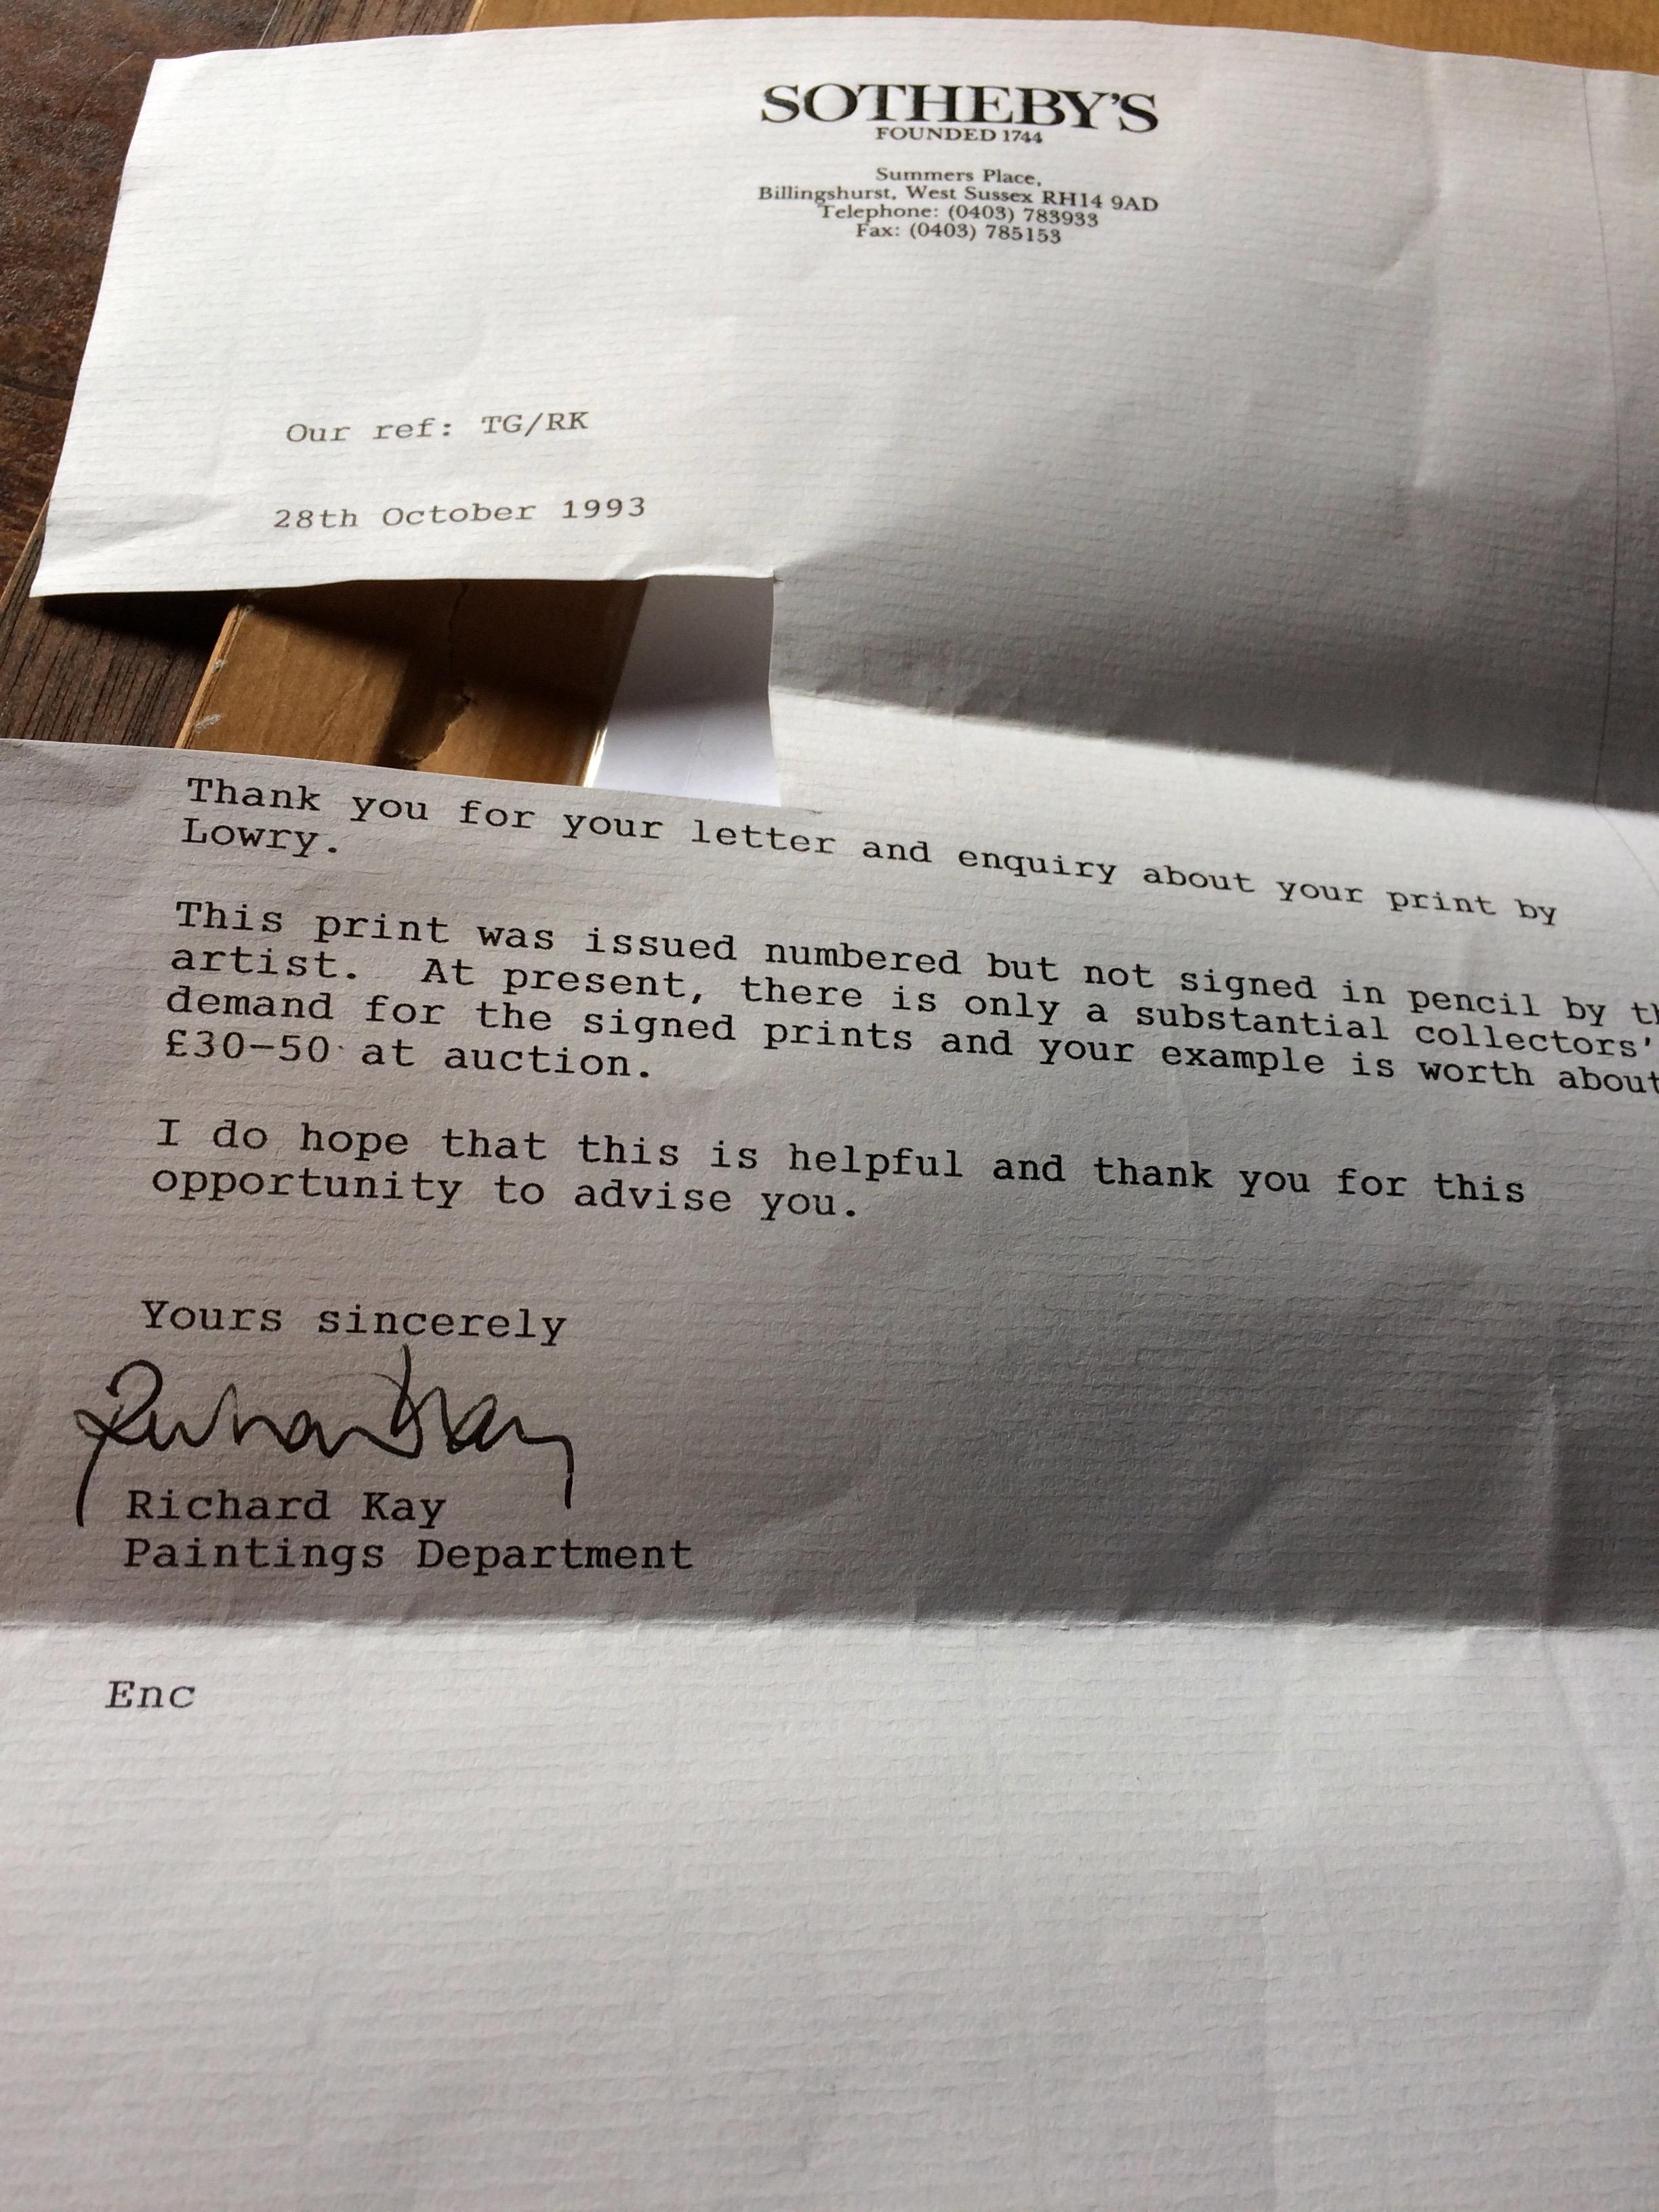 SOTHEBY'S
FOUNDED 1744
Summers Place,
Billingshurst, West Sussex RH14 9AD
Telephone: (0403) 783933
Fax: (0403) 785153
Our ref: TG/RK
28th October 1993
Thank you for your letter and enquiry about your print by
Lowry.
This print was issued numbered but not signed in pencil by th
artist. At present, there is only a substantial collectors'
demand for the signed prints and your example is worth about
£30-50 at auction.
I do hope that this is helpful and thank you for this
opportunity to advise you.
Yours sincerely
Richard Kay
Richard Kay
Paintings Department
Enc